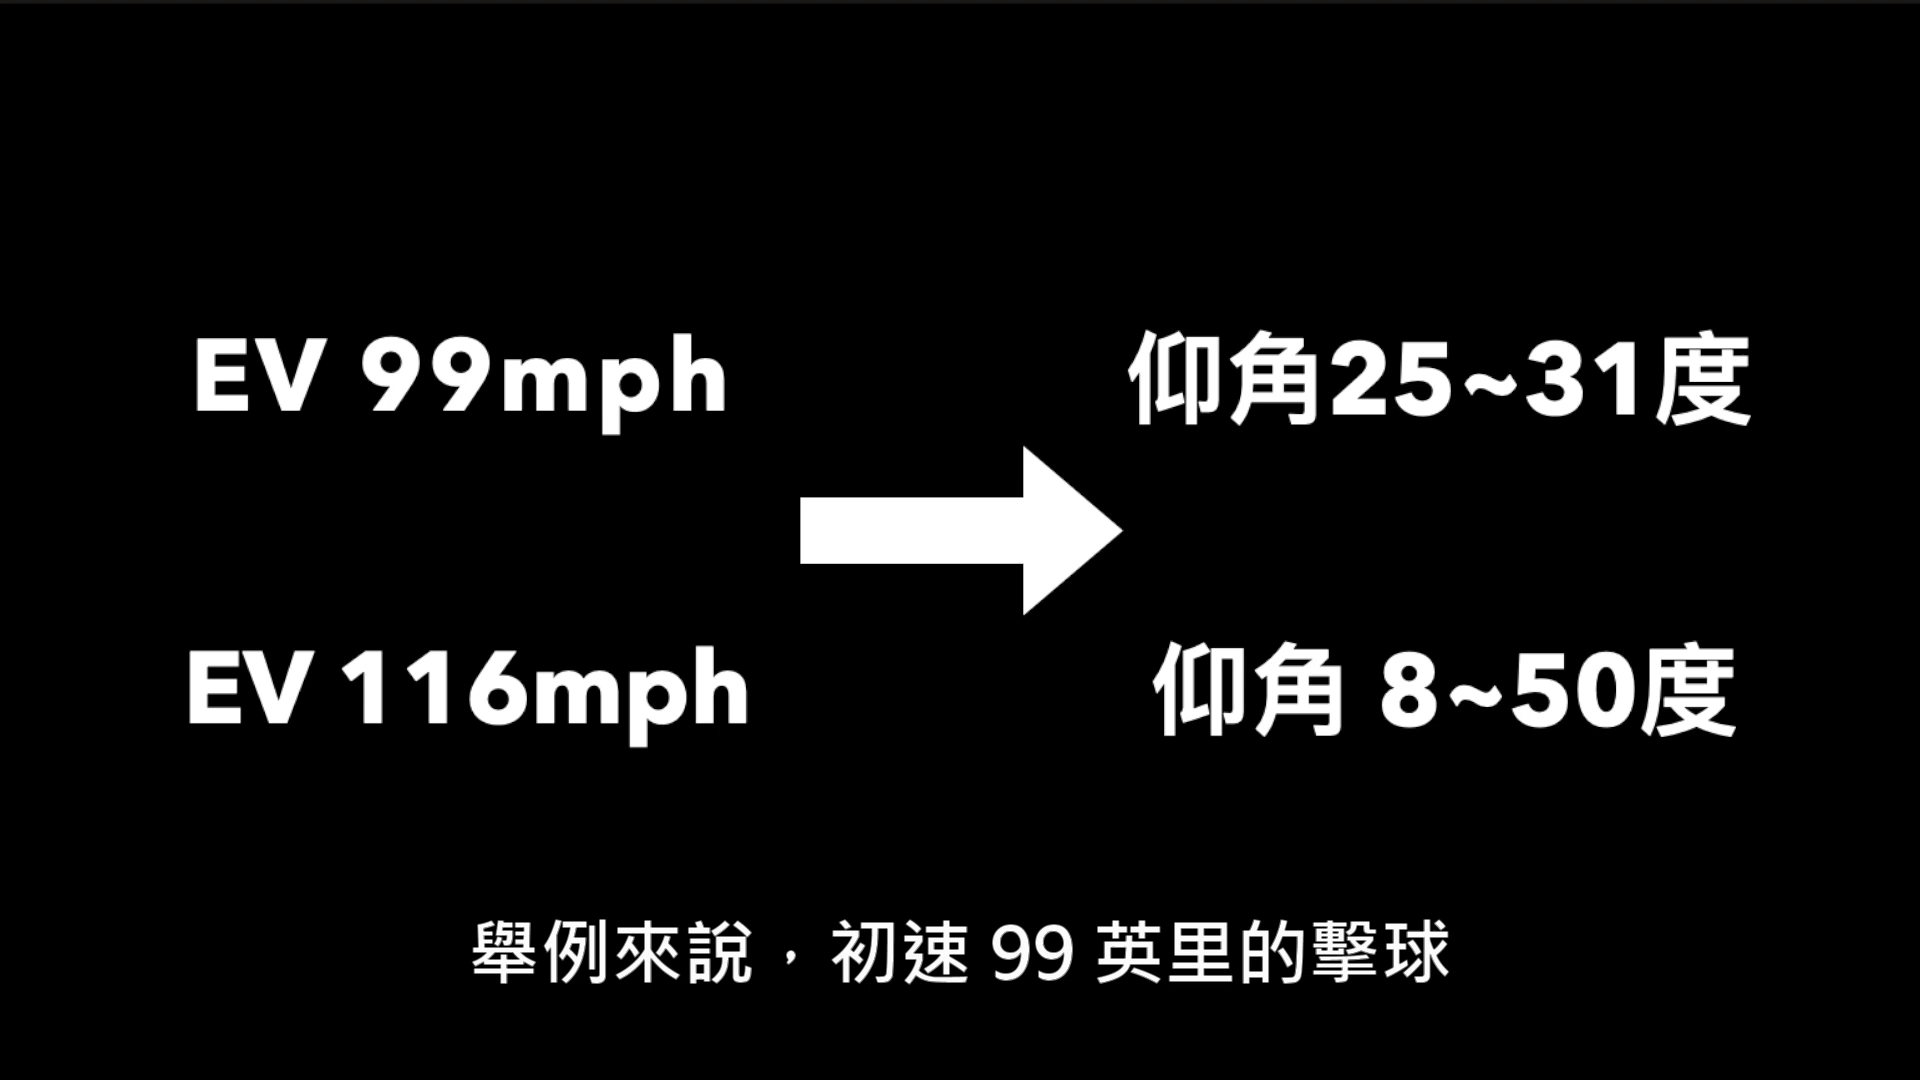 EV 99mph
仰角25~31度
EV 116mph
仰角 8~50度
舉例來說，初速 99 英里的擊球